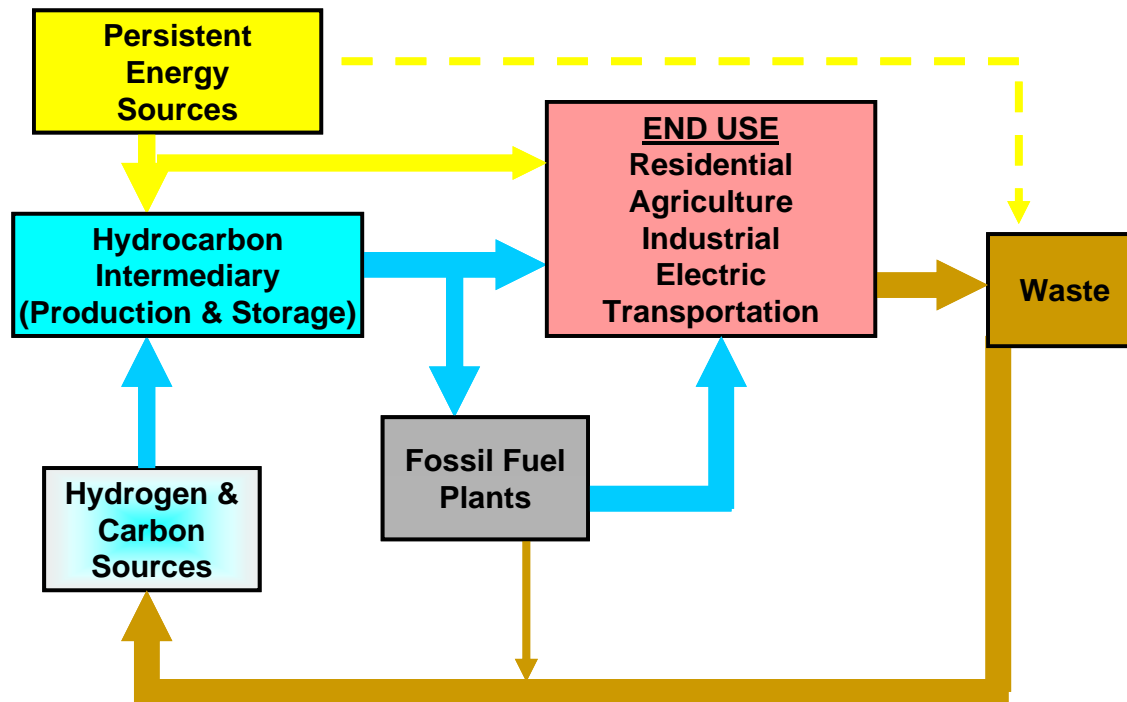 Persistent
Energy
Sources
END USE
Residential
Agriculture
Industrial
Electric
Transportation
Hydrocarbon
Intermediary
(Production & Storage)
Waste
Fossil Fuel
Plants
Hydrogen &
Carbon
Sources